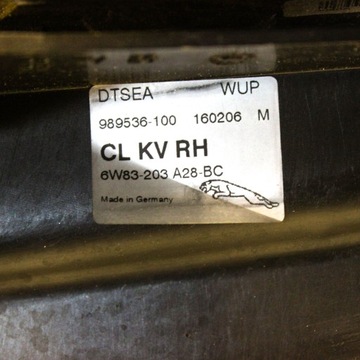 DTSEA WUP
989536-100 160206 M
CL KV RH
6W83-203 A28-BC
Made in Germany